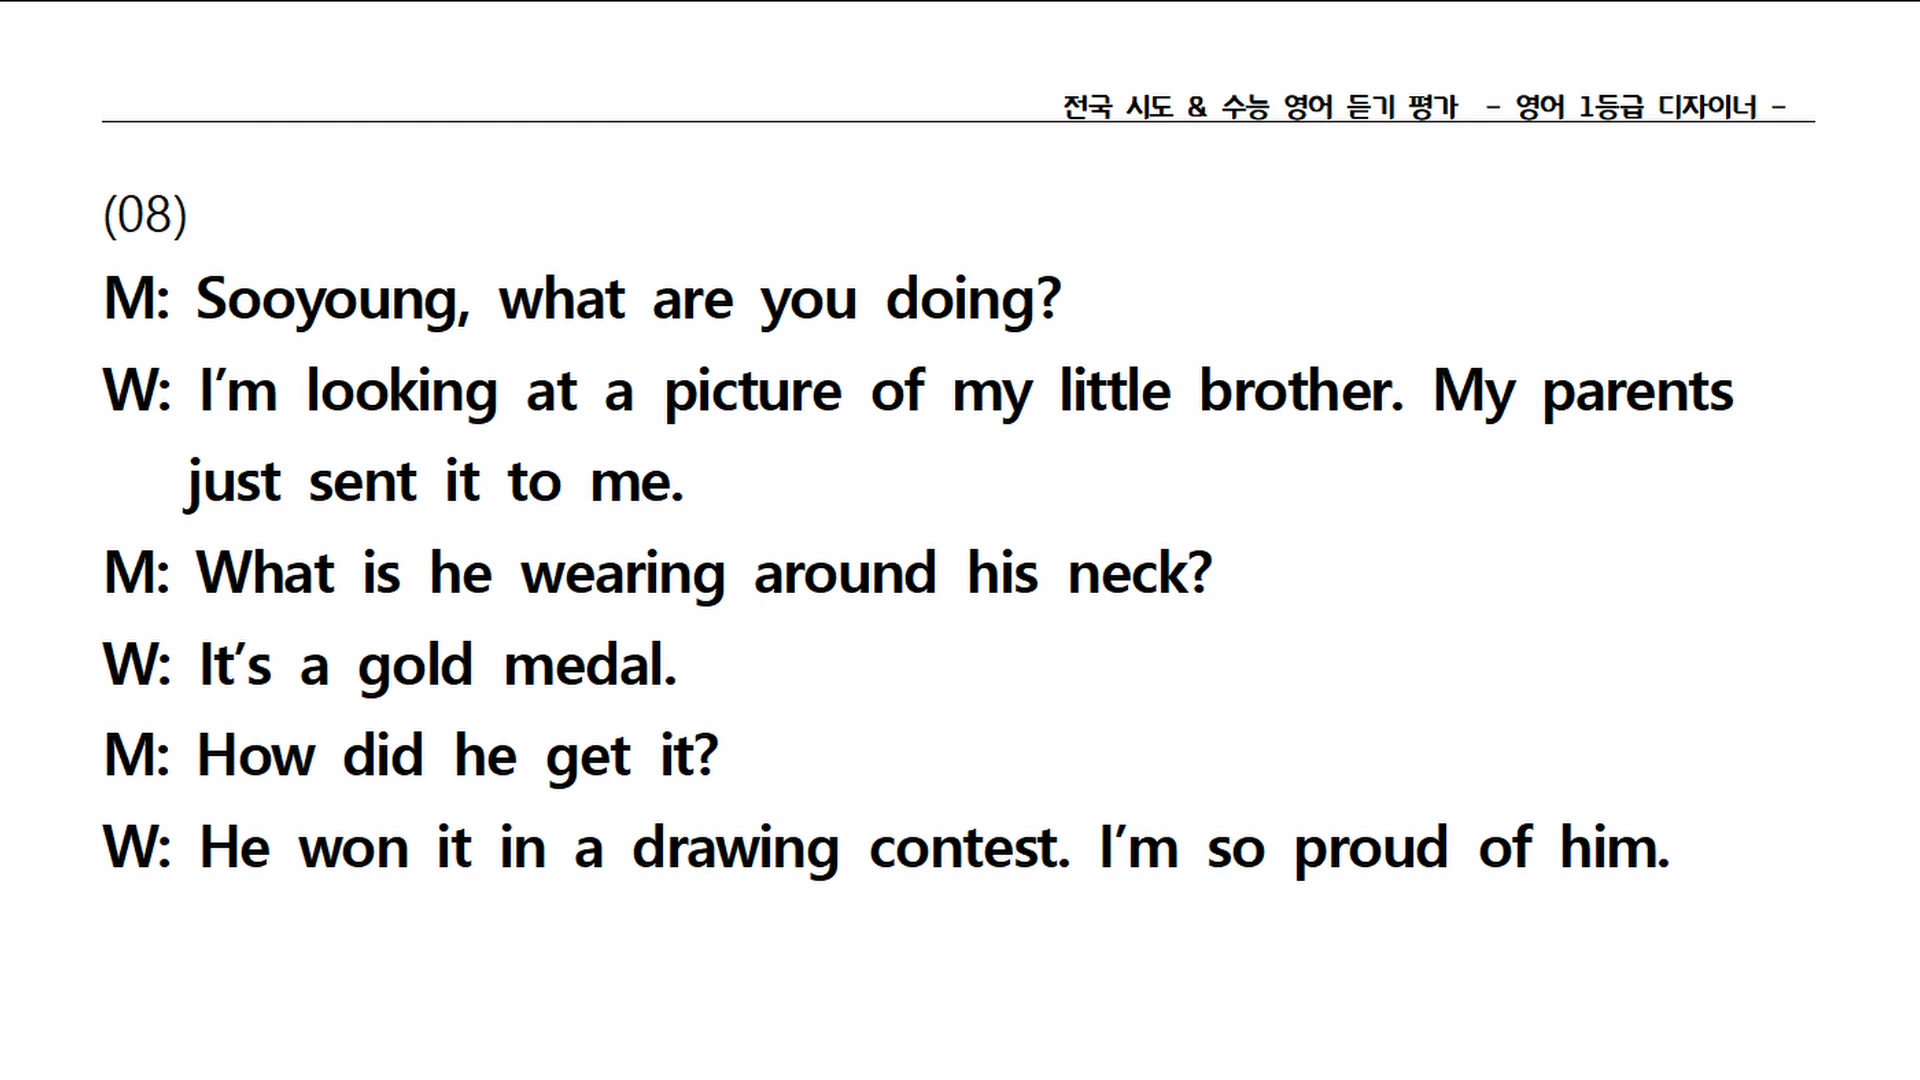 전국 시도 & 수능 영어 듣기 평가 - 영어 1등급 디자이너 -
(08)
M: Sooyoung, what are you doing?
W: I’m looking at a picture of my little brother. My parents
just sent it to me.
M: What is he wearing around his neck?
W: It’s a gold medal.
M: How did he get it?
W: He won it in a drawing contest. I’m so proud of him.